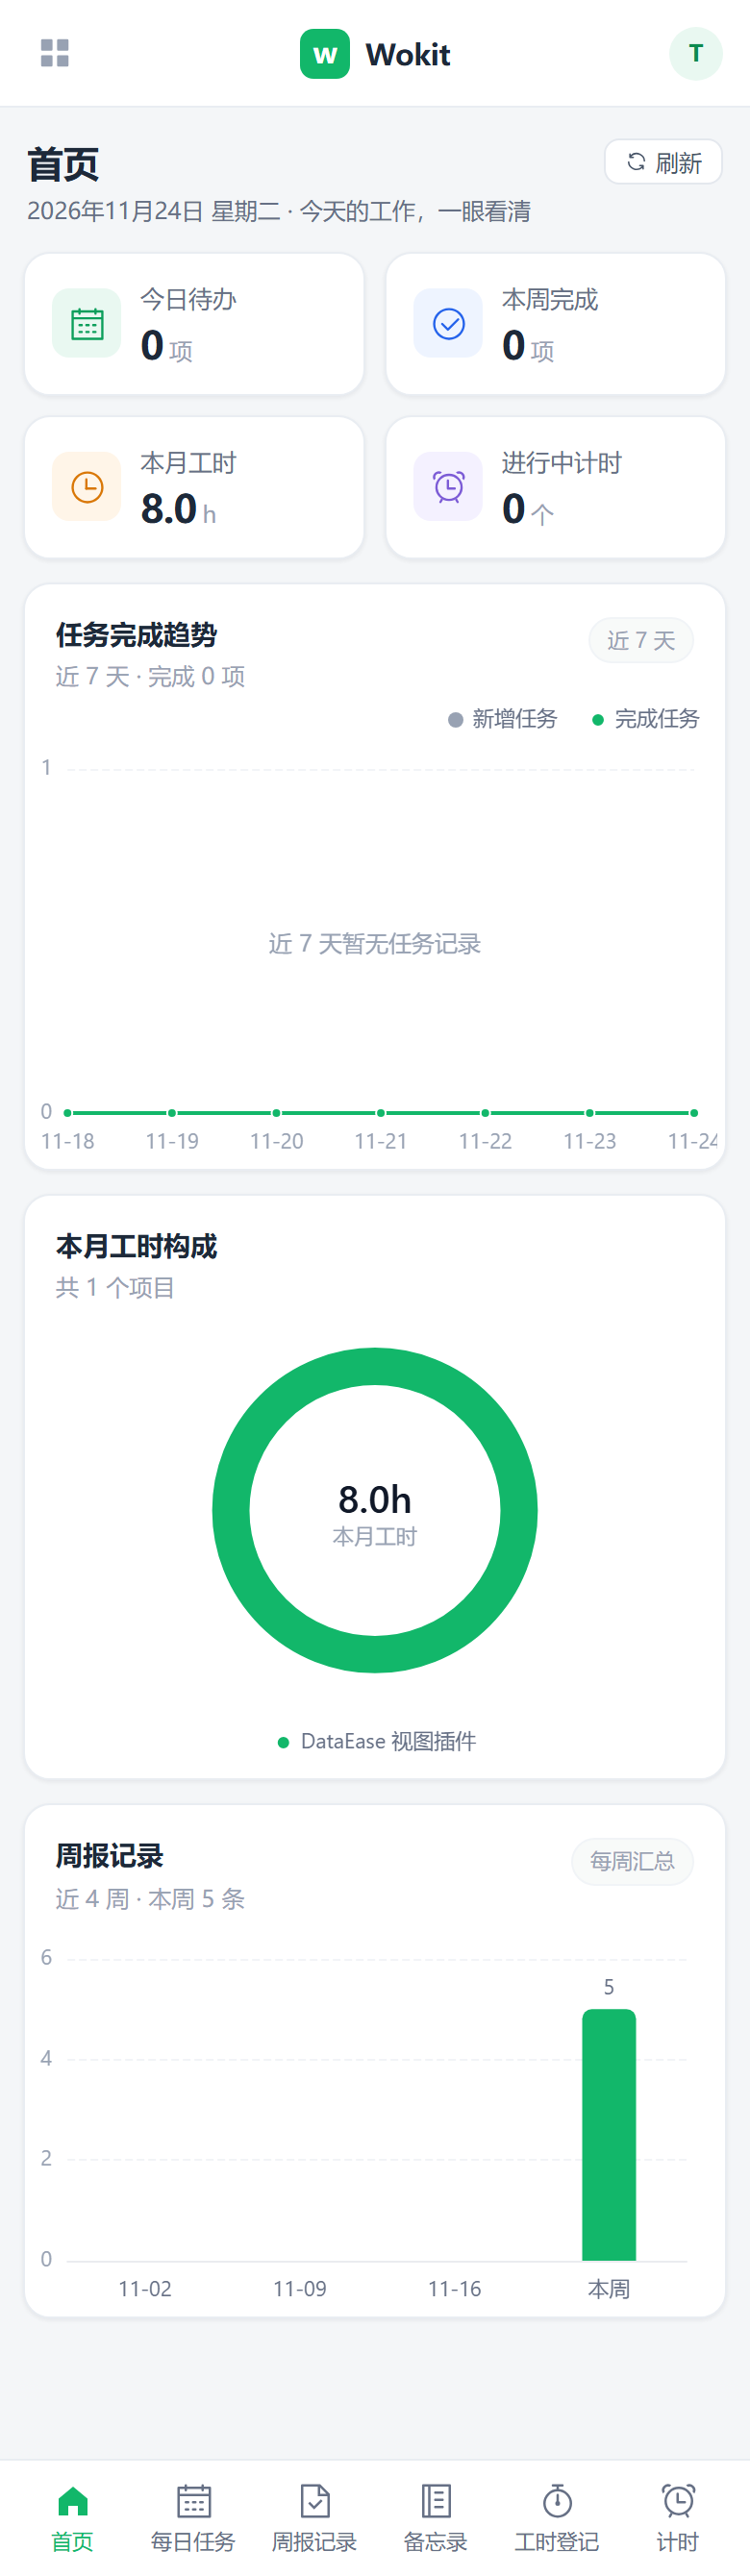 w Wokit T
首页
刷新
2026年11月24日 星期二 · 今天的工作，一眼看清
今日待办
0 项
本周完成
0 项
本月工时
8.0 h
进行中计时
0 个
任务完成趋势
近 7 天
近 7 天 · 完成 0 项
新增任务 完成任务
1
近 7 天暂无任务记录
0
11-18 11-19 11-20 11-21 11-22 11-23 11-24
本月工时构成
共 1 个项目
8.0h
本月工时
DataEase 视图插件
周报记录
每周汇总
近 4 周 · 本周 5 条
6
5
4
2
0
11-02 11-09 11-16 本周
首页 每日任务 周报记录 备忘录 工时登记 计时